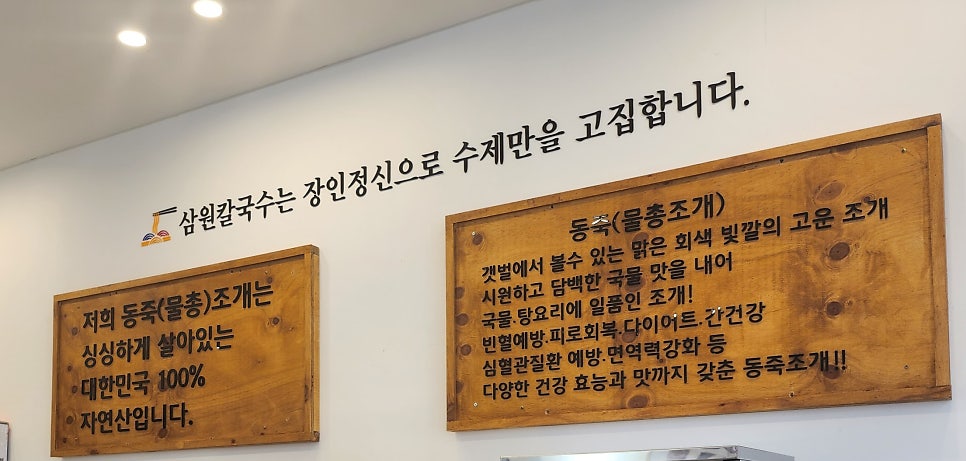 삼원칼국수는 장인정신으로 수제만을 고집합니다.
저희 동죽(물총)조개는
싱싱하게 살아있는
대한민국 100%
자연산입니다.
동죽(물총조개)
갯벌에서 볼수 있는 맑은 회색 빛깔의 고운 조개
시원하고 담백한 국물 맛을 내어
국물.탕요리에 일품인 조개!
빈혈예방.피로회복.다이어트.간건강
심혈관질환 예방.면역력강화 등
다양한 건강 효능과 맛까지 갖춘 동죽조개!!